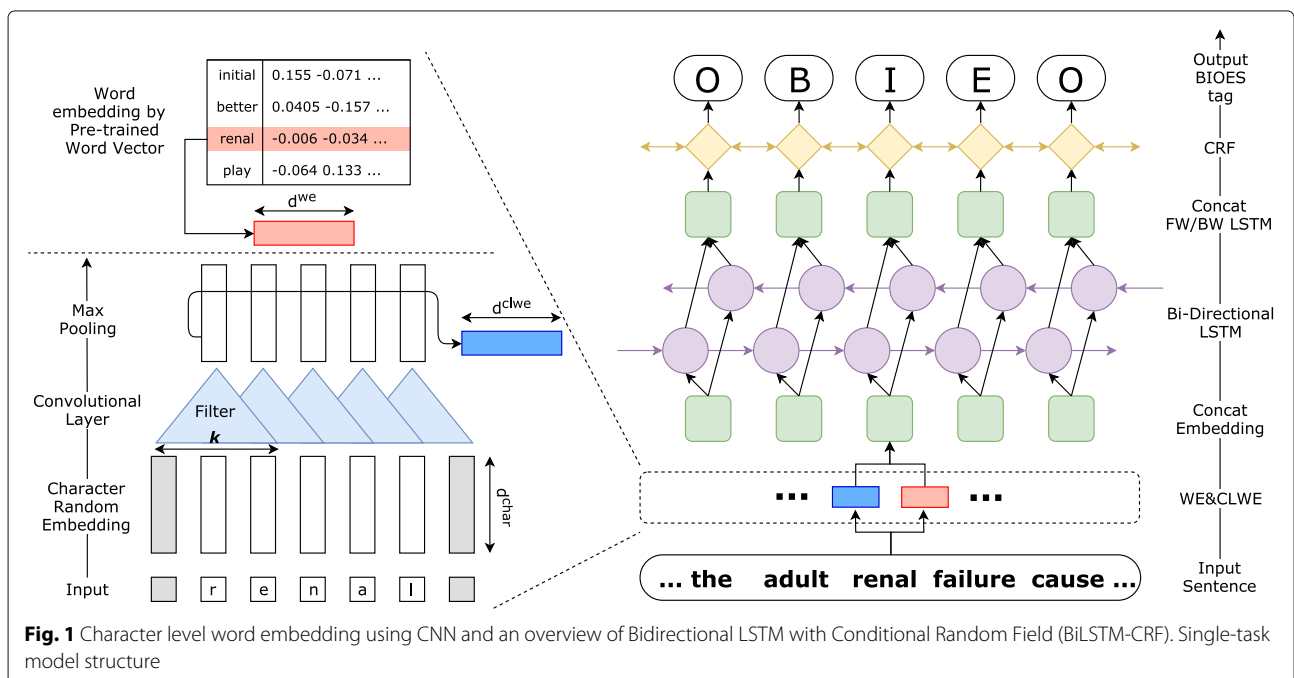 Word
embedding by
Pre-trained
Word Vector
initial 0.155 -0.071 ...
better 0.0405 -0.157 ...
renal -0.006 -0.034 ...
play -0.064 0.133 ...
d^we
Max
Pooling
d^clwe
Convolutional
Layer
Filter
k
Character
Random
Embedding
d^char
Input
r e n a l
O B I E O
Output
BIOES
tag
CRF
Concat
FW/BW LSTM
Bi-Directional
LSTM
Concat
Embedding
... ...
WE&CLWE
... the adult renal failure cause ...
Input
Sentence
Fig. 1 Character level word embedding using CNN and an overview of Bidirectional LSTM with Conditional Random Field (BiLSTM-CRF). Single-task
model structure